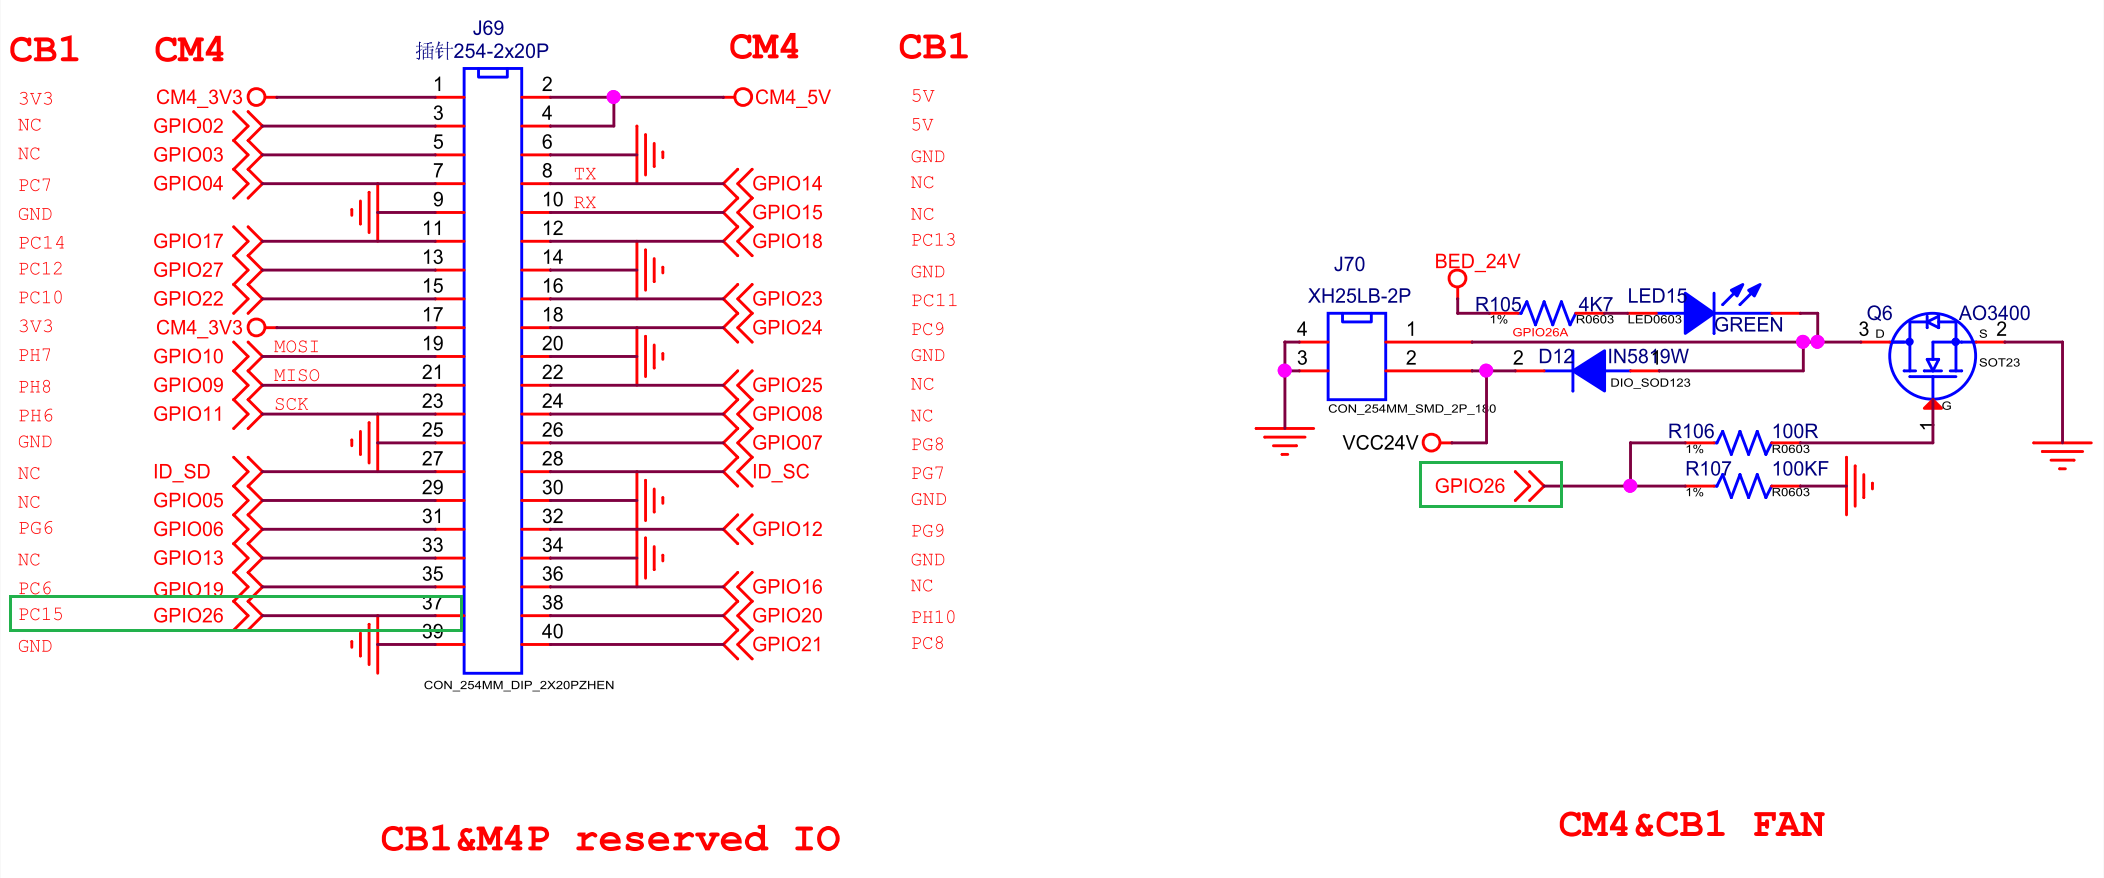 CB1 CM4 J69 CM4 CB1
插针254-2x20P
3V3 CM4_3V3 1 2 CM4_5V 5V
NC GPIO02 3 4 5V
NC GPIO03 5 6 GND
PC7 GPIO04 7 8 TX GPIO14 NC
GND 9 10 RX GPIO15 NC
PC14 GPIO17 11 12 GPIO18 PC13
PC12 GPIO27 13 14 GND
PC10 GPIO22 15 16 GPIO23 PC11
3V3 CM4_3V3 17 18 GPIO24 PC9
PH7 GPIO10 MOSI 19 20 GND
PH8 GPIO09 MISO 21 22 GPIO25 NC
PH6 GPIO11 SCK 23 24 GPIO08 NC
GND 25 26 GPIO07 PG8
NC ID_SD 27 28 ID_SC PG7
NC GPIO05 29 30 GND
PG6 GPIO06 31 32 GPIO12 PG9
NC GPIO13 33 34 GND
PC6 GPIO19 35 36 GPIO16 NC
PC15 GPIO26 37 38 GPIO20 PH10
GND 39 40 GPIO21 PC8
CON_254MM_DIP_2X20PZHEN
CB1&M4P reserved IO
J70
XH25LB-2P
4 1
3 2
CON_254MM_SMD_2P_180
BED_24V
R105 4K7
1% R0603
GPIO26A
LED15
LED0603
GREEN
2 D12 IN5819W 1
DIO_SOD123
VCC24V
Q6 AO3400
3 D S 2
SOT23
G
1
R106 100R
1% R0603
GPIO26
R107 100KF
1% R0603
CM4&CB1 FAN